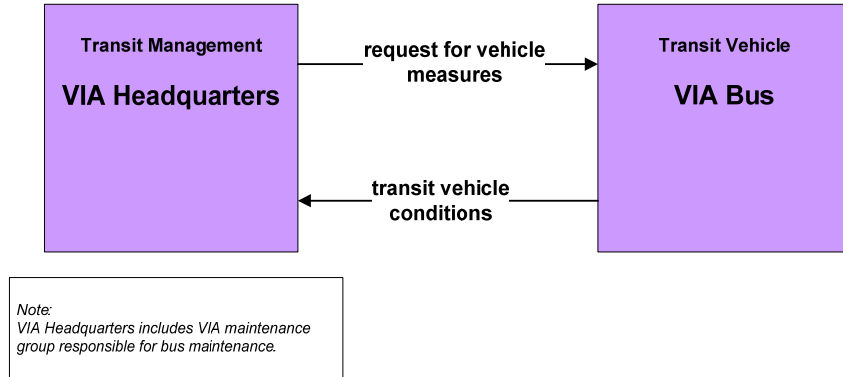 Transit Management
VIA Headquarters
request for vehicle
measures
Transit Vehicle
VIA Bus
transit vehicle
conditions
Note:
VIA Headquarters includes VIA maintenance
group responsible for bus maintenance.